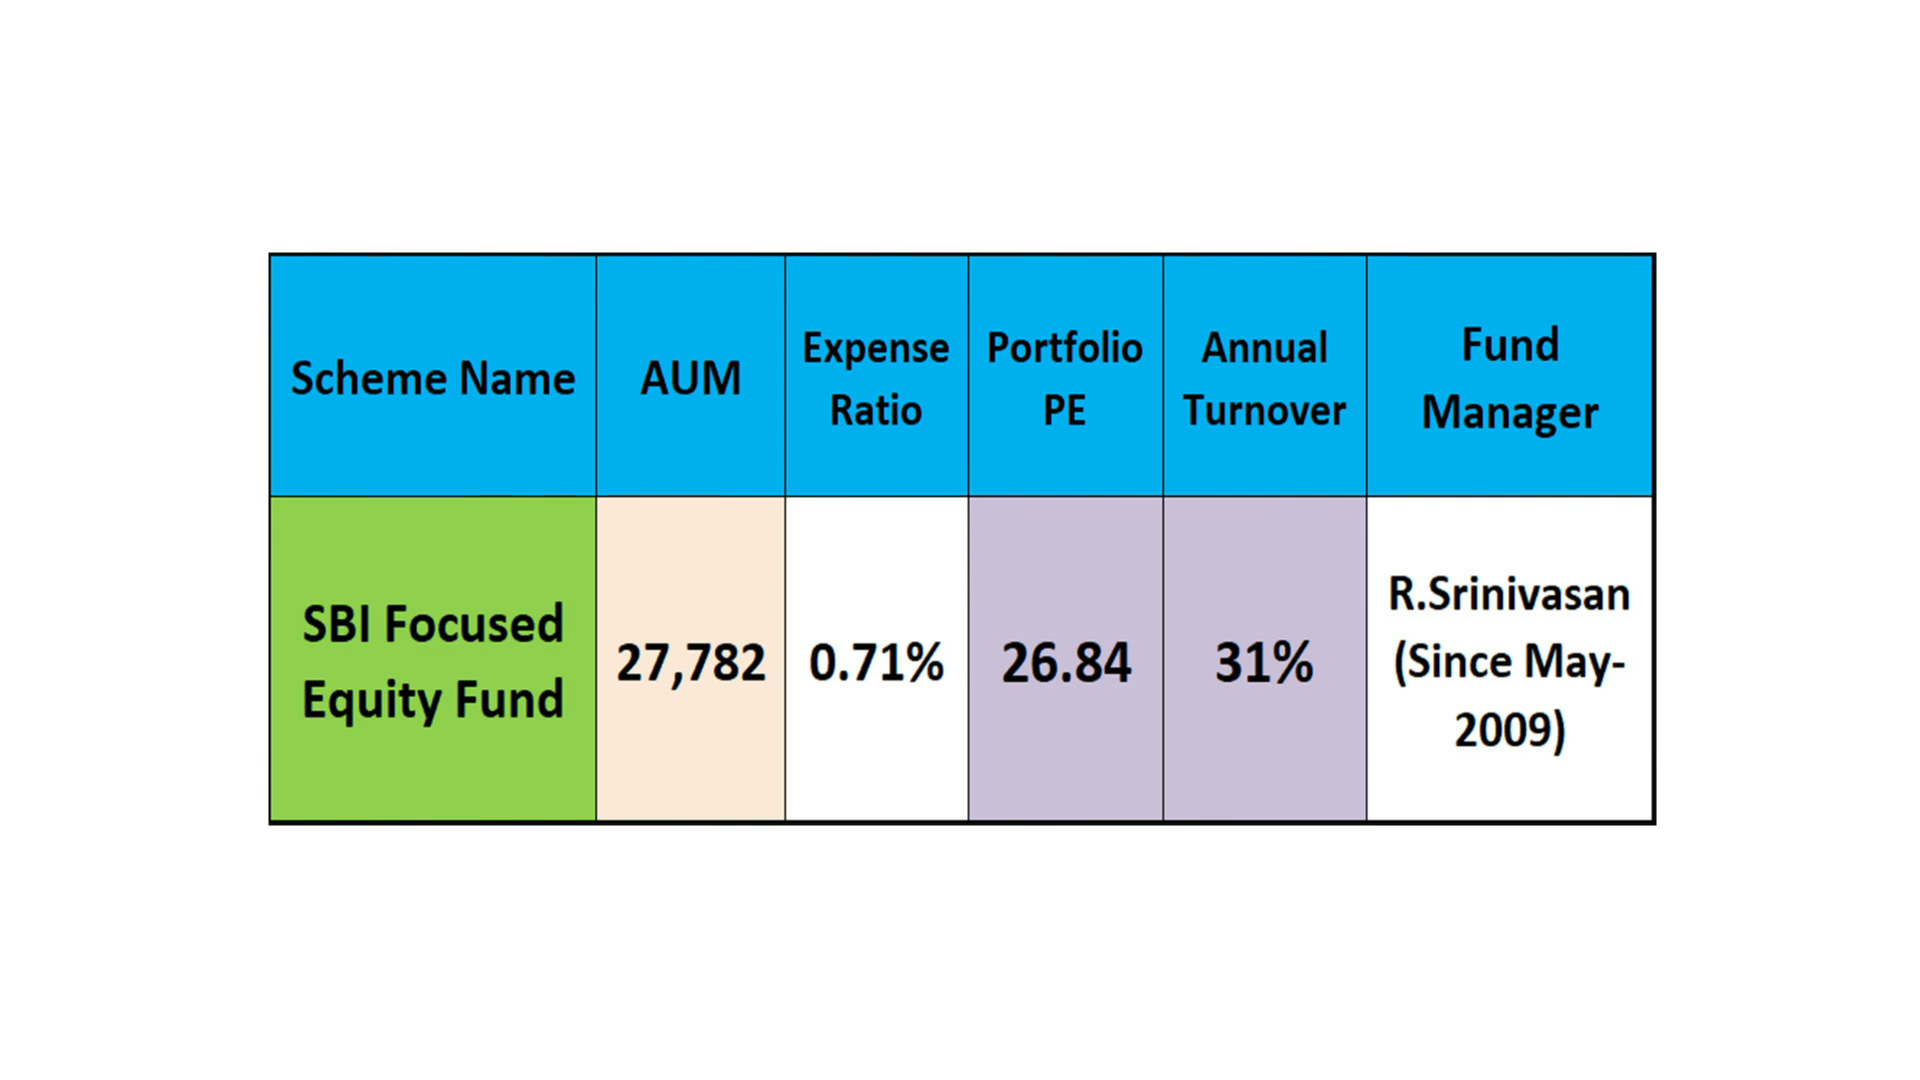 Scheme Name
AUM
Expense
Ratio
Portfolio
PE
Annual
Turnover
Fund
Manager
SBI Focused
Equity Fund
27,782
0.71%
26.84
31%
R.Srinivasan
(Since May-
2009)